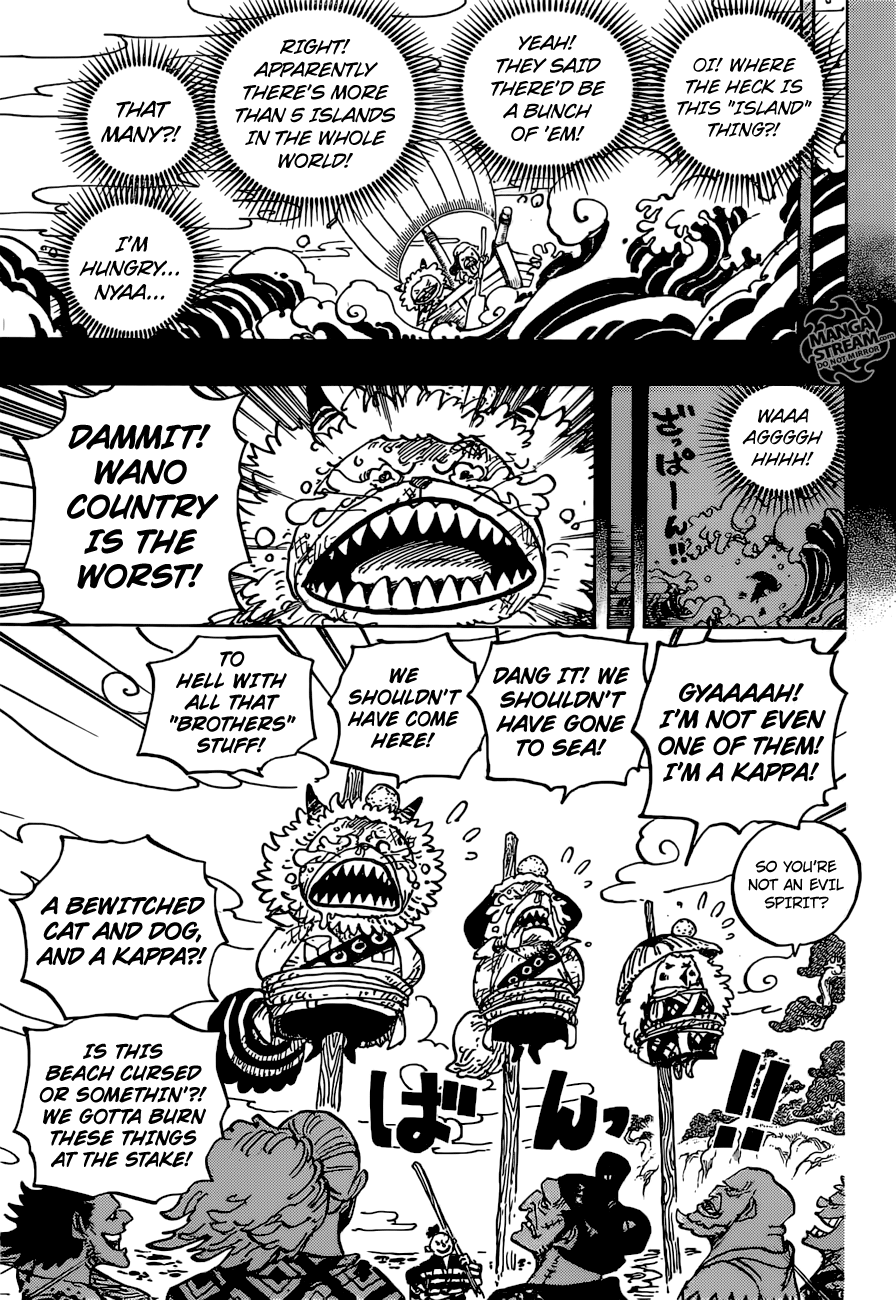 OI! WHERE
THE HECK IS
THIS "ISLAND"
THING?!
YEAH!
THEY SAID
THERE'D BE
A BUNCH
OF 'EM!
RIGHT!
APPARENTLY
THERE'S MORE
THAN 5 ISLANDS
IN THE WHOLE
WORLD!
THAT
MANY?!
I'M
HUNGRY...
NYAA...
MANGA
STREAM.com
DO NOT MIRROR
WAAA
AGGGGH
HHHH!
ざっぱーん!!
DAMMIT!
WANO
COUNTRY
IS THE
WORST!
GYAAAAH!
I'M NOT EVEN
ONE OF THEM!
I'M A KAPPA!
DANG IT! WE
SHOULDN'T
HAVE GONE
TO SEA!
WE
SHOULDN'T
HAVE COME
HERE!
TO
HELL WITH
ALL THAT
"BROTHERS"
STUFF!
SO YOU'RE
NOT AN EVIL
SPIRIT?
A BEWITCHED
CAT AND DOG,
AND A KAPPA?!
IS THIS
BEACH CURSED
OR SOMETHIN'?!
WE GOTTA BURN
THESE THINGS
AT THE STAKE!
ばんっ!!